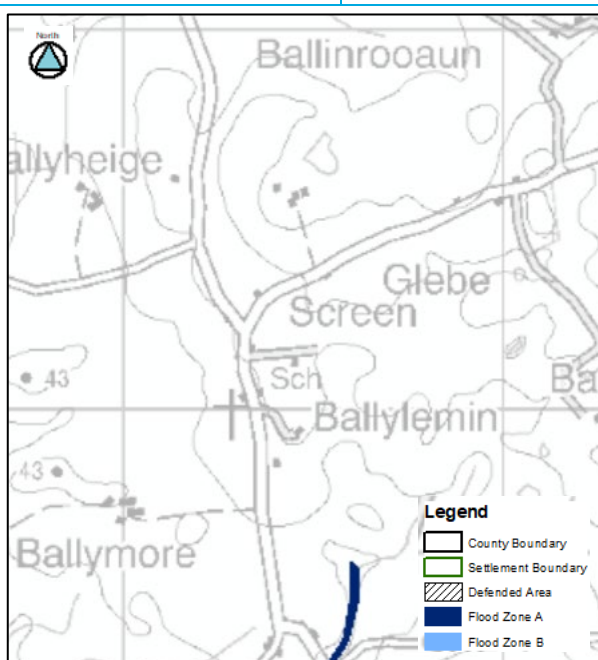 North
Ballinrooaun
allyheige
Glebe
Screen
43
Sch
Ba
Ballylemin
43
Ballymore
Legend
County Boundary
Settlement Boundary
Defended Area
Flood Zone A
Flood Zone B